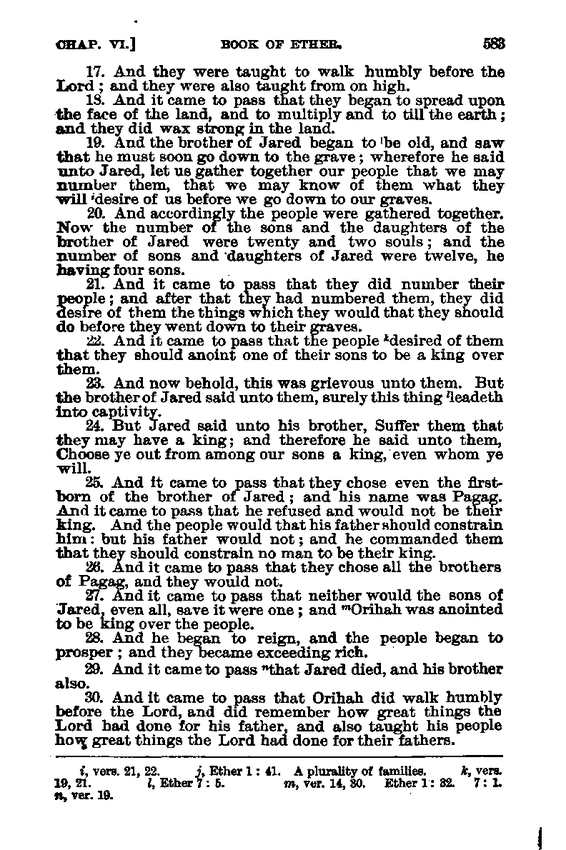 CHAP. VI.] BOOK OF ETHER. 583
17. And they were taught to walk humbly before the
Lord; and they were also taught from on high.
18. And it came to pass that they began to spread upon
the face of the land, and to multiply and to till the earth;
and they did wax strong in the land.
19. And the brother of Jared began to ⁱbe old, and saw
that he must soon go down to the grave; wherefore he said
unto Jared, let us gather together our people that we may
number them, that we may know of them what they
will ⁱdesire of us before we go down to our graves.
20. And accordingly the people were gathered together.
Now the number of the sons and the daughters of the
brother of Jared were twenty and two souls; and the
number of sons and daughters of Jared were twelve, he
having four sons.
21. And it came to pass that they did number their
people; and after that they had numbered them, they did
desire of them the things which they would that they should
do before they went down to their graves.
22. And it came to pass that the people ᵏdesired of them
that they should anoint one of their sons to be a king over
them.
23. And now behold, this was grievous unto them. But
the brother of Jared said unto them, surely this thing ˡleadeth
into captivity.
24. But Jared said unto his brother, Suffer them that
they may have a king; and therefore he said unto them,
Choose ye out from among our sons a king, even whom ye
will.
25. And it came to pass that they chose even the first-
born of the brother of Jared; and his name was Pagag.
And it came to pass that he refused and would not be their
king. And the people would that his father should constrain
him: but his father would not; and he commanded them
that they should constrain no man to be their king.
26. And it came to pass that they chose all the brothers
of Pagag, and they would not.
27. And it came to pass that neither would the sons of
Jared, even all, save it were one; and ᵐOrihah was anointed
to be king over the people.
28. And he began to reign, and the people began to
prosper; and they became exceeding rich.
29. And it came to pass ⁿthat Jared died, and his brother
also.
30. And it came to pass that Orihah did walk humbly
before the Lord, and did remember how great things the
Lord had done for his father, and also taught his people
how great things the Lord had done for their fathers.
i, vers. 21, 22. j, Ether 1: 41. A plurality of families. k, vers.
19, 21. l, Ether 7: 5. m, ver. 14, 30. Ether 1: 32. 7: 1.
n, ver. 19.